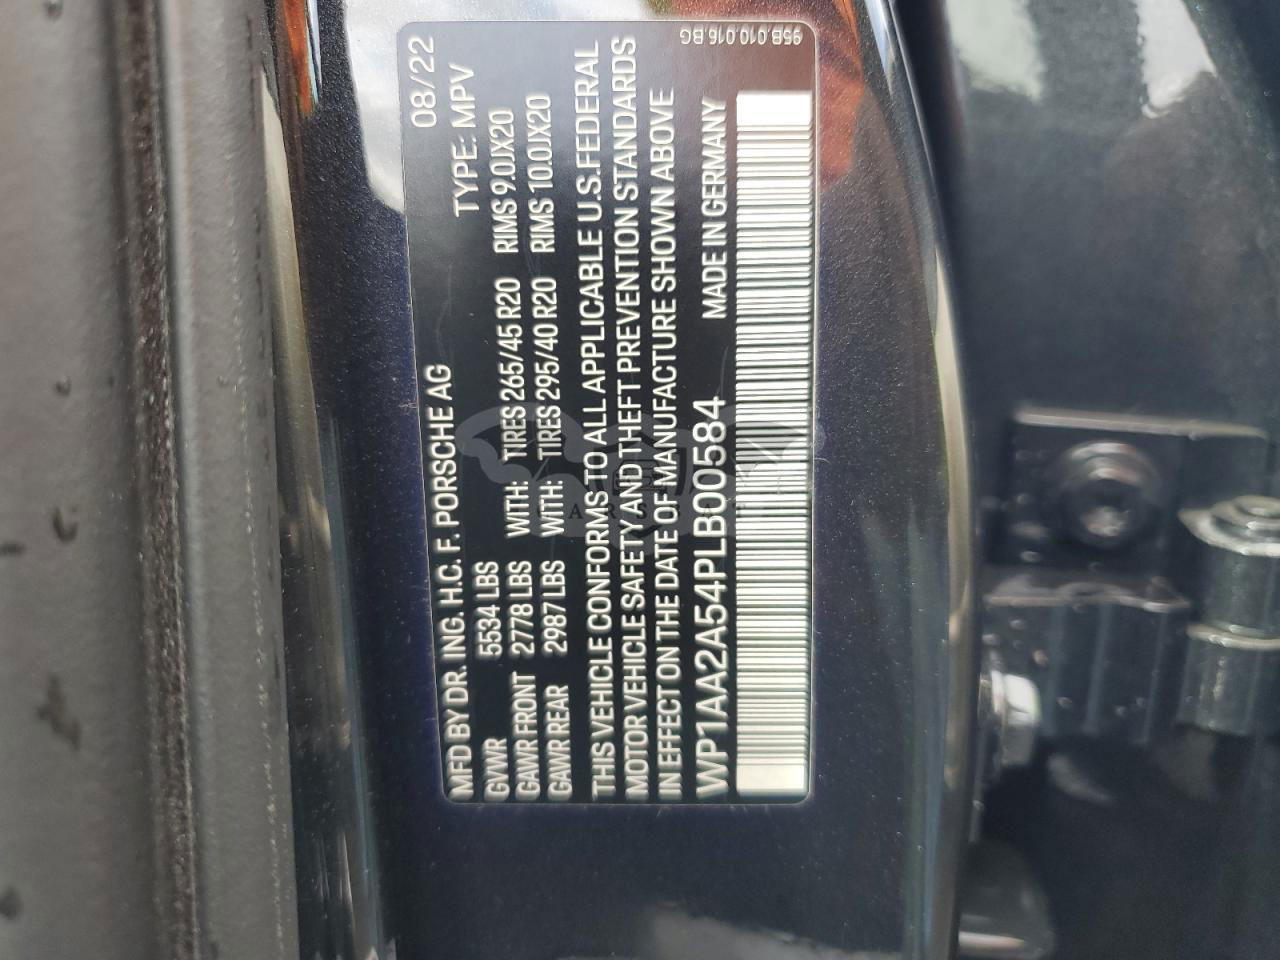 MFD BY DR. ING. H.C. F. PORSCHE AG 08/22
GVWR 5534 LBS TYPE: MPV
GAWR FRONT 2778 LBS WITH: TIRES 265/45 R20 RIMS 9.0JX20
GAWR REAR 2987 LBS WITH: TIRES 295/40 R20 RIMS 10.0JX20
THIS VEHICLE CONFORMS TO ALL APPLICABLE U.S.FEDERAL
MOTOR VEHICLE SAFETY AND THEFT PREVENTION STANDARDS
IN EFFECT ON THE DATE OF MANUFACTURE SHOWN ABOVE
WP1AA2A54PLB00584 MADE IN GERMANY
95B.010.016.BG